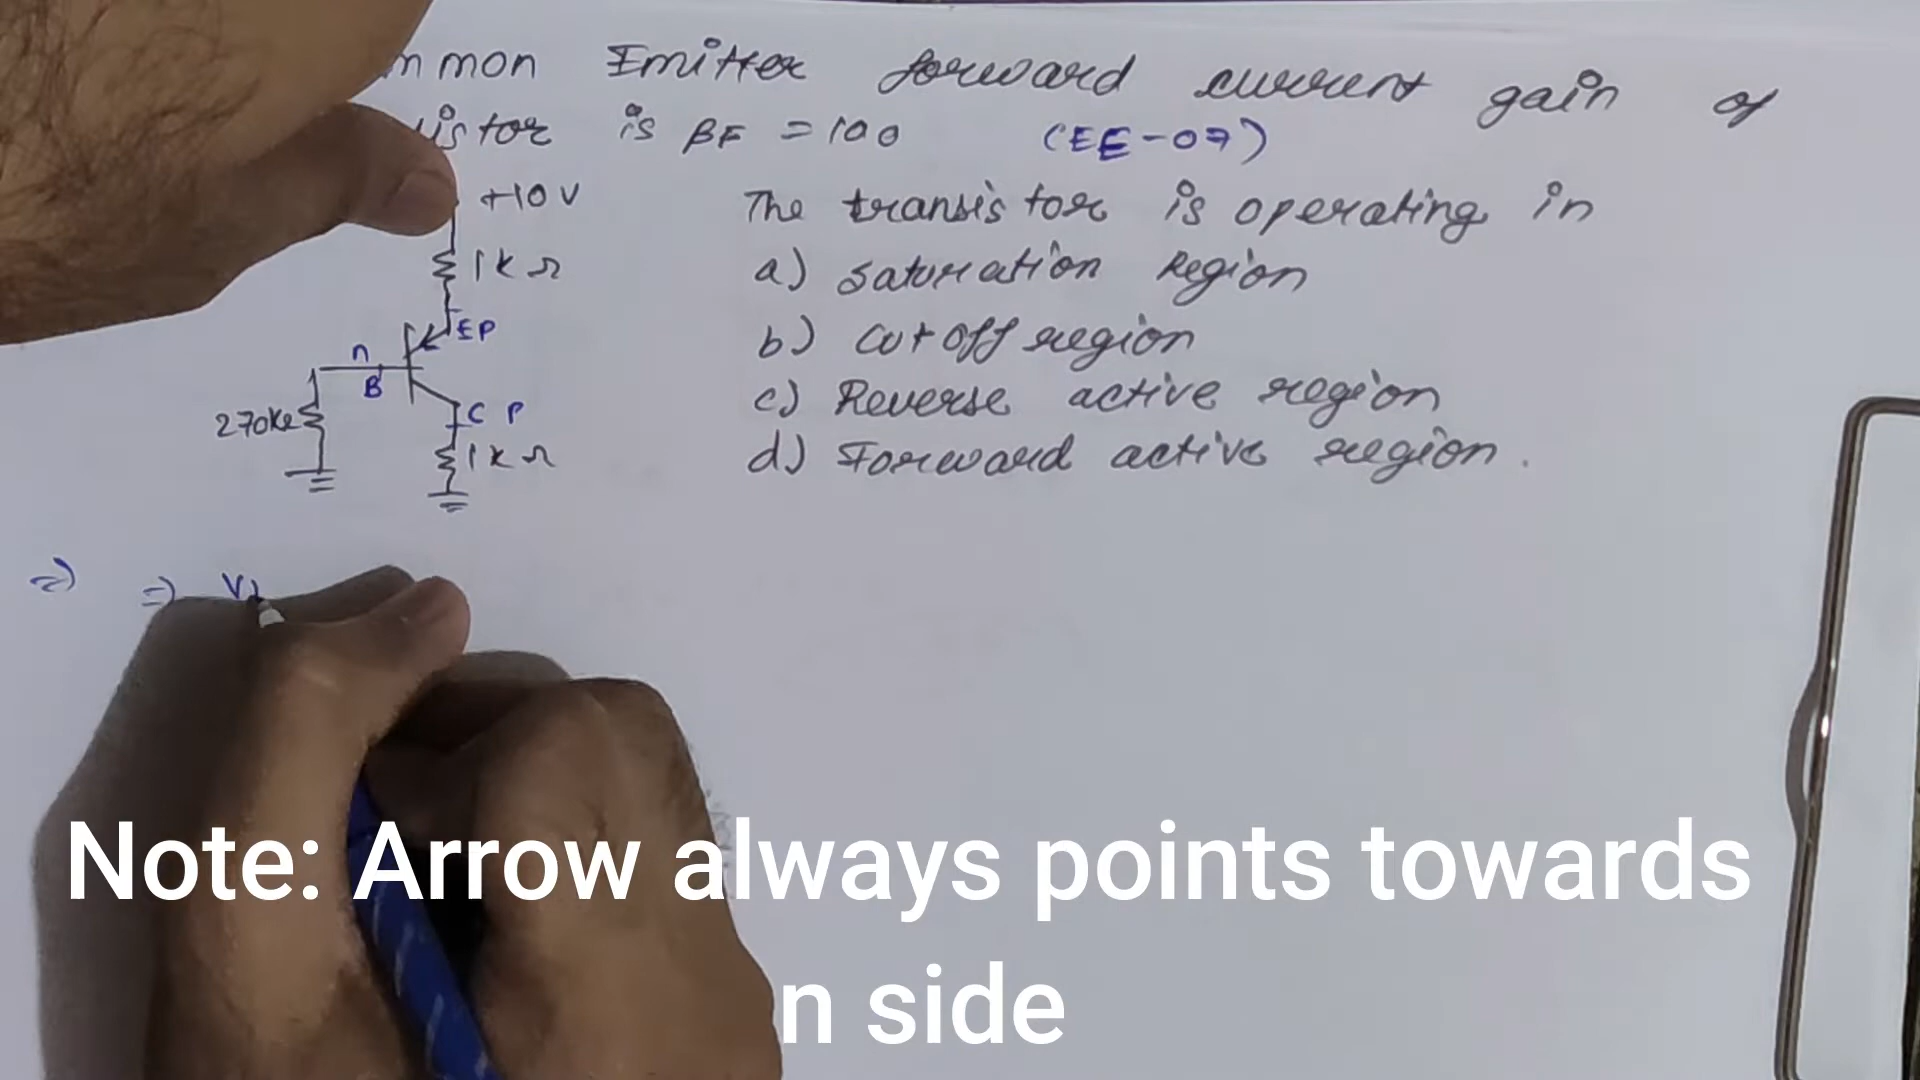 mmon Emitter forward current gain of
istor is βF = 100 (EE-07)
+10V
The transistor is operating in
1kΩ
a) saturation Region
EP
b) Cut off region
n
B
c) Reverse active region
270kΩ
C P
d) Forward active region.
1kΩ
=> => V
Note: Arrow always points towards
n side